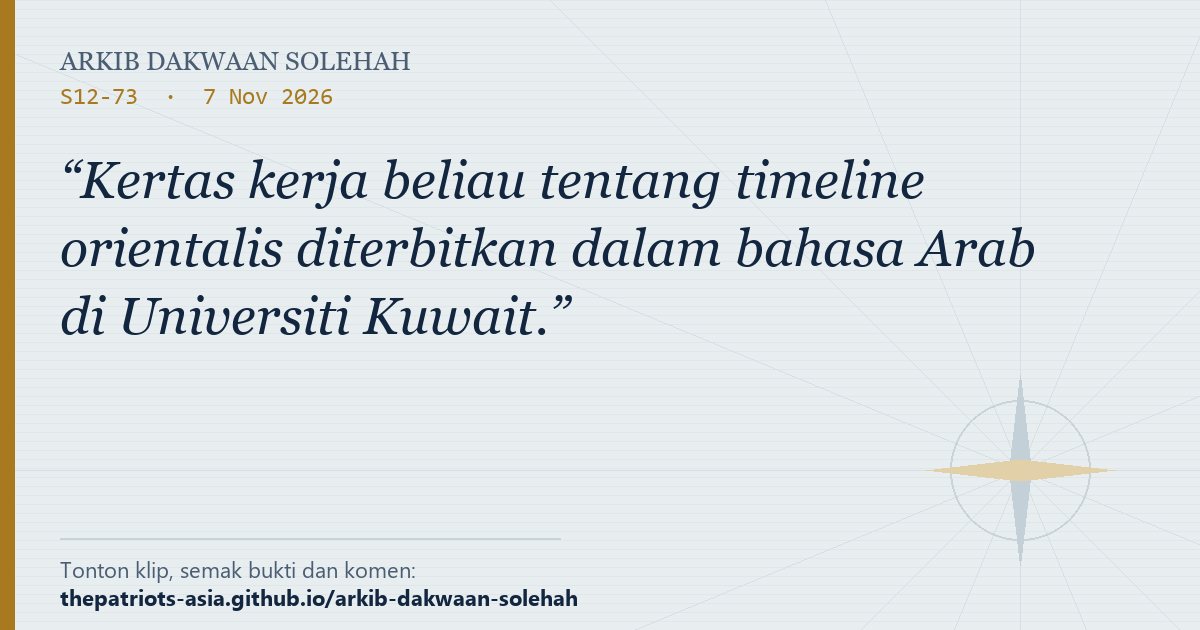 ARKIB DAKWAAN SOLEHAH
S12-73 · 7 Nov 2026
“Kertas kerja beliau tentang timeline
orientalis diterbitkan dalam bahasa Arab
di Universiti Kuwait.”
Tonton klip, semak bukti dan komen:
thepatriots-asia.github.io/arkib-dakwaan-solehah